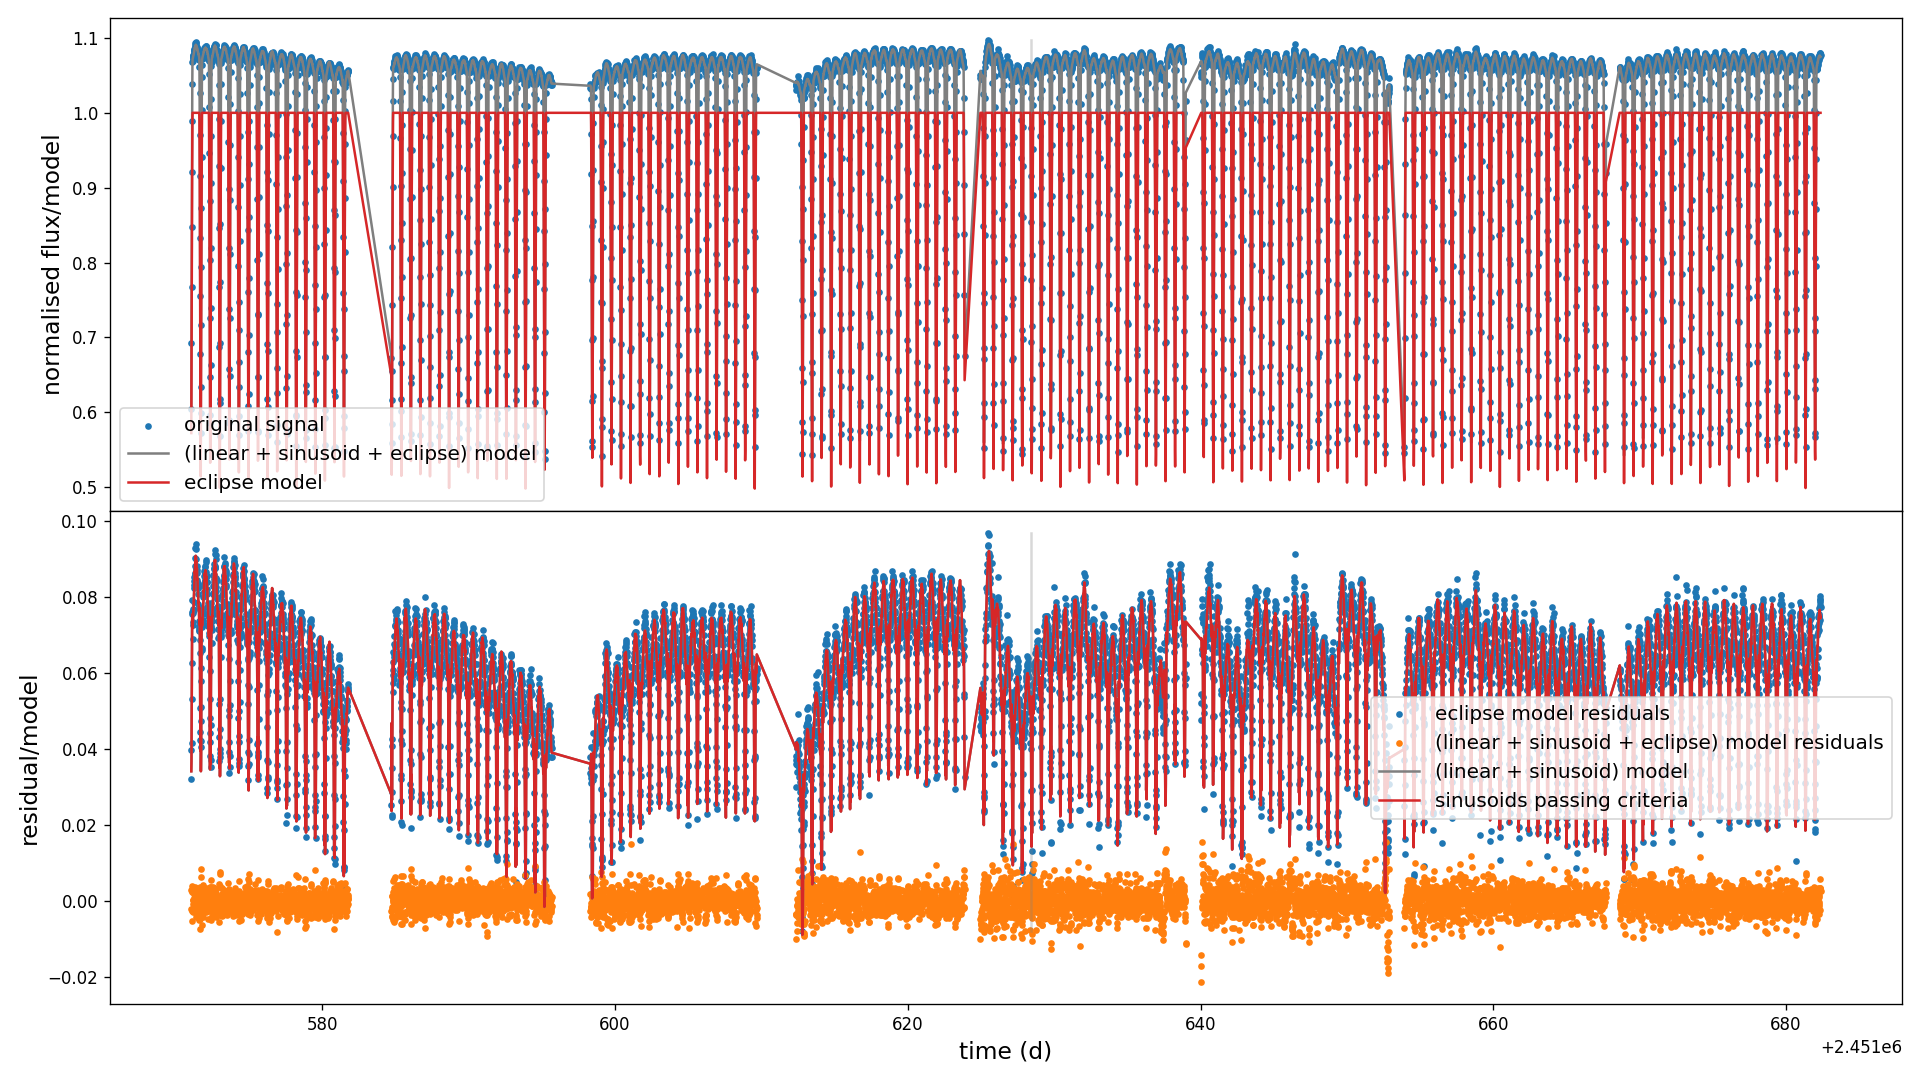 1.1
1.0
0.9
0.8
0.7
0.6
0.5
normalised flux/model
original signal
(linear + sinusoid + eclipse) model
eclipse model
0.10
0.08
0.06
0.04
0.02
0.00
−0.02
residual/model
eclipse model residuals
(linear + sinusoid + eclipse) model residuals
(linear + sinusoid) model
sinusoids passing criteria
580
600
620
640
660
680
time (d)
+2.451e6